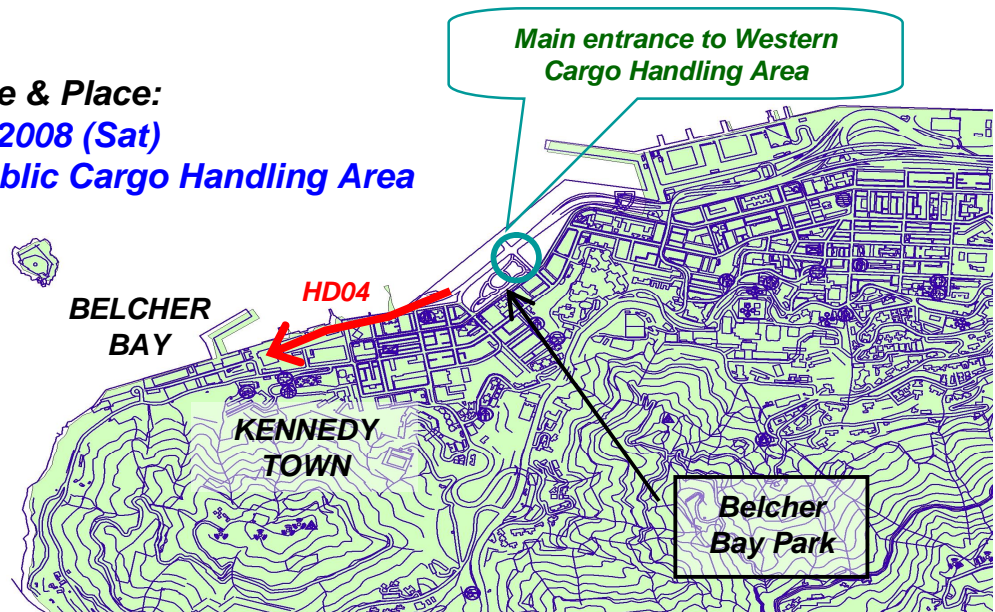 Main entrance to Western
Cargo Handling Area
e & Place:
2008 (Sat)
blic Cargo Handling Area
HD04
BELCHER
BAY
KENNEDY
TOWN
Belcher
Bay Park